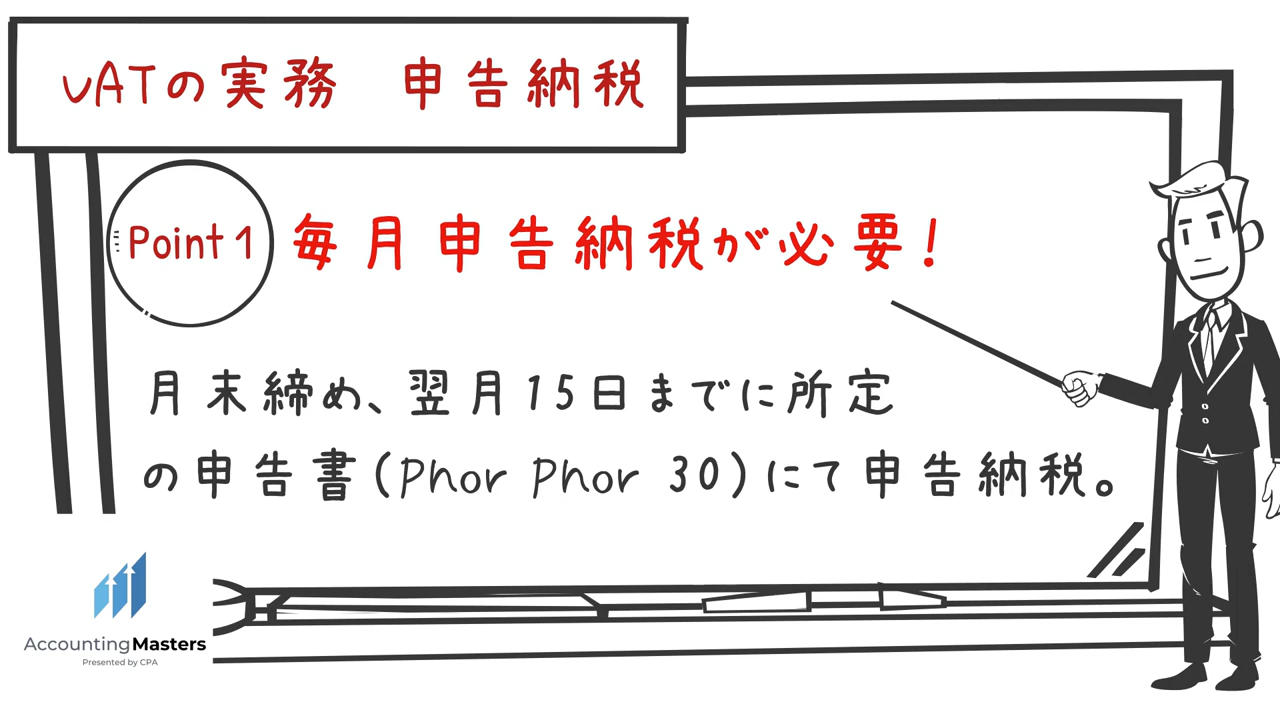 VATの実務　申告納税
Point 1
毎月申告納税が必要！
月末締め、翌月15日までに所定
の申告書(Phor Phor 30)にて申告納税。
AccountingMasters
Presented by CPA